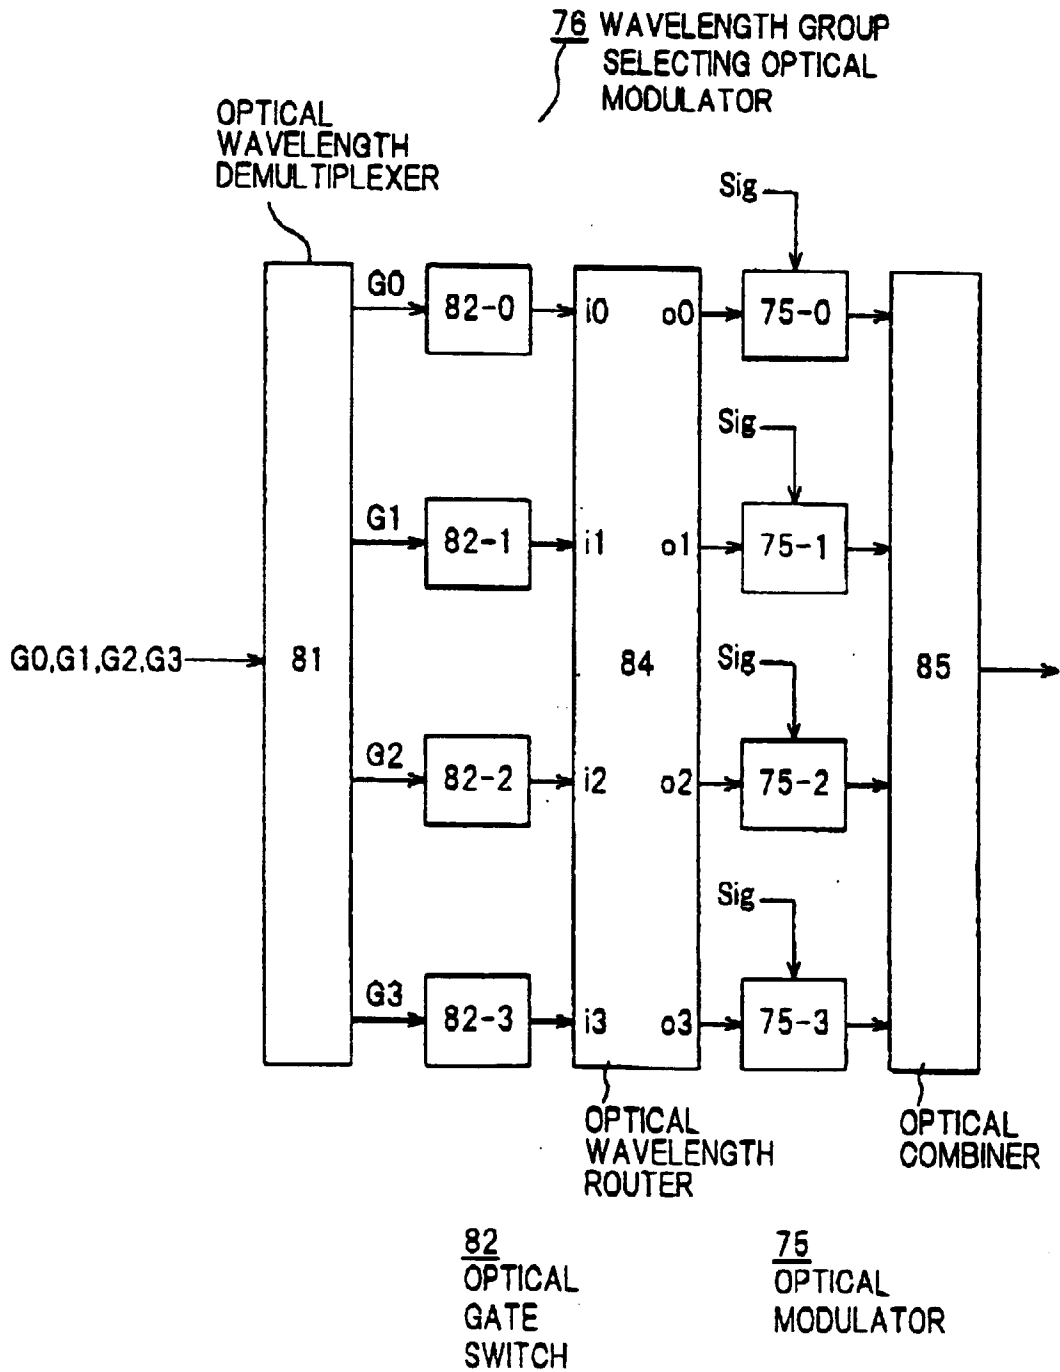 76 WAVELENGTH GROUP
SELECTING OPTICAL
MODULATOR
OPTICAL
WAVELENGTH
DEMULTIPLEXER
Sig
G0
82-0
i0
o0
75-0
Sig
G1
82-1
i1
o1
75-1
G0,G1,G2,G3
81
84
85
Sig
G2
82-2
i2
o2
75-2
Sig
G3
82-3
i3
o3
75-3
OPTICAL
WAVELENGTH
ROUTER
OPTICAL
COMBINER
82
OPTICAL
GATE
SWITCH
75
OPTICAL
MODULATOR